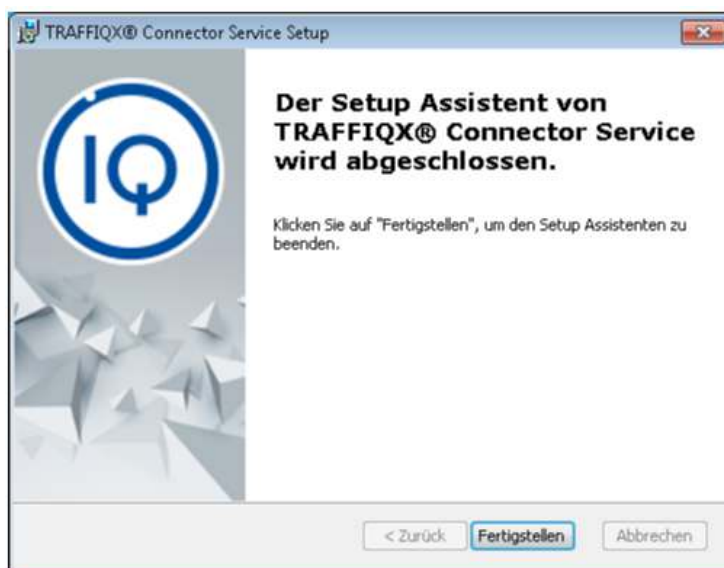 TRAFFIQX® Connector Service Setup
IQ
Der Setup Assistent von
TRAFFIQX® Connector Service
wird abgeschlossen.
Klicken Sie auf "Fertigstellen", um den Setup Assistenten zu
beenden.
< Zurück Fertigstellen Abbrechen